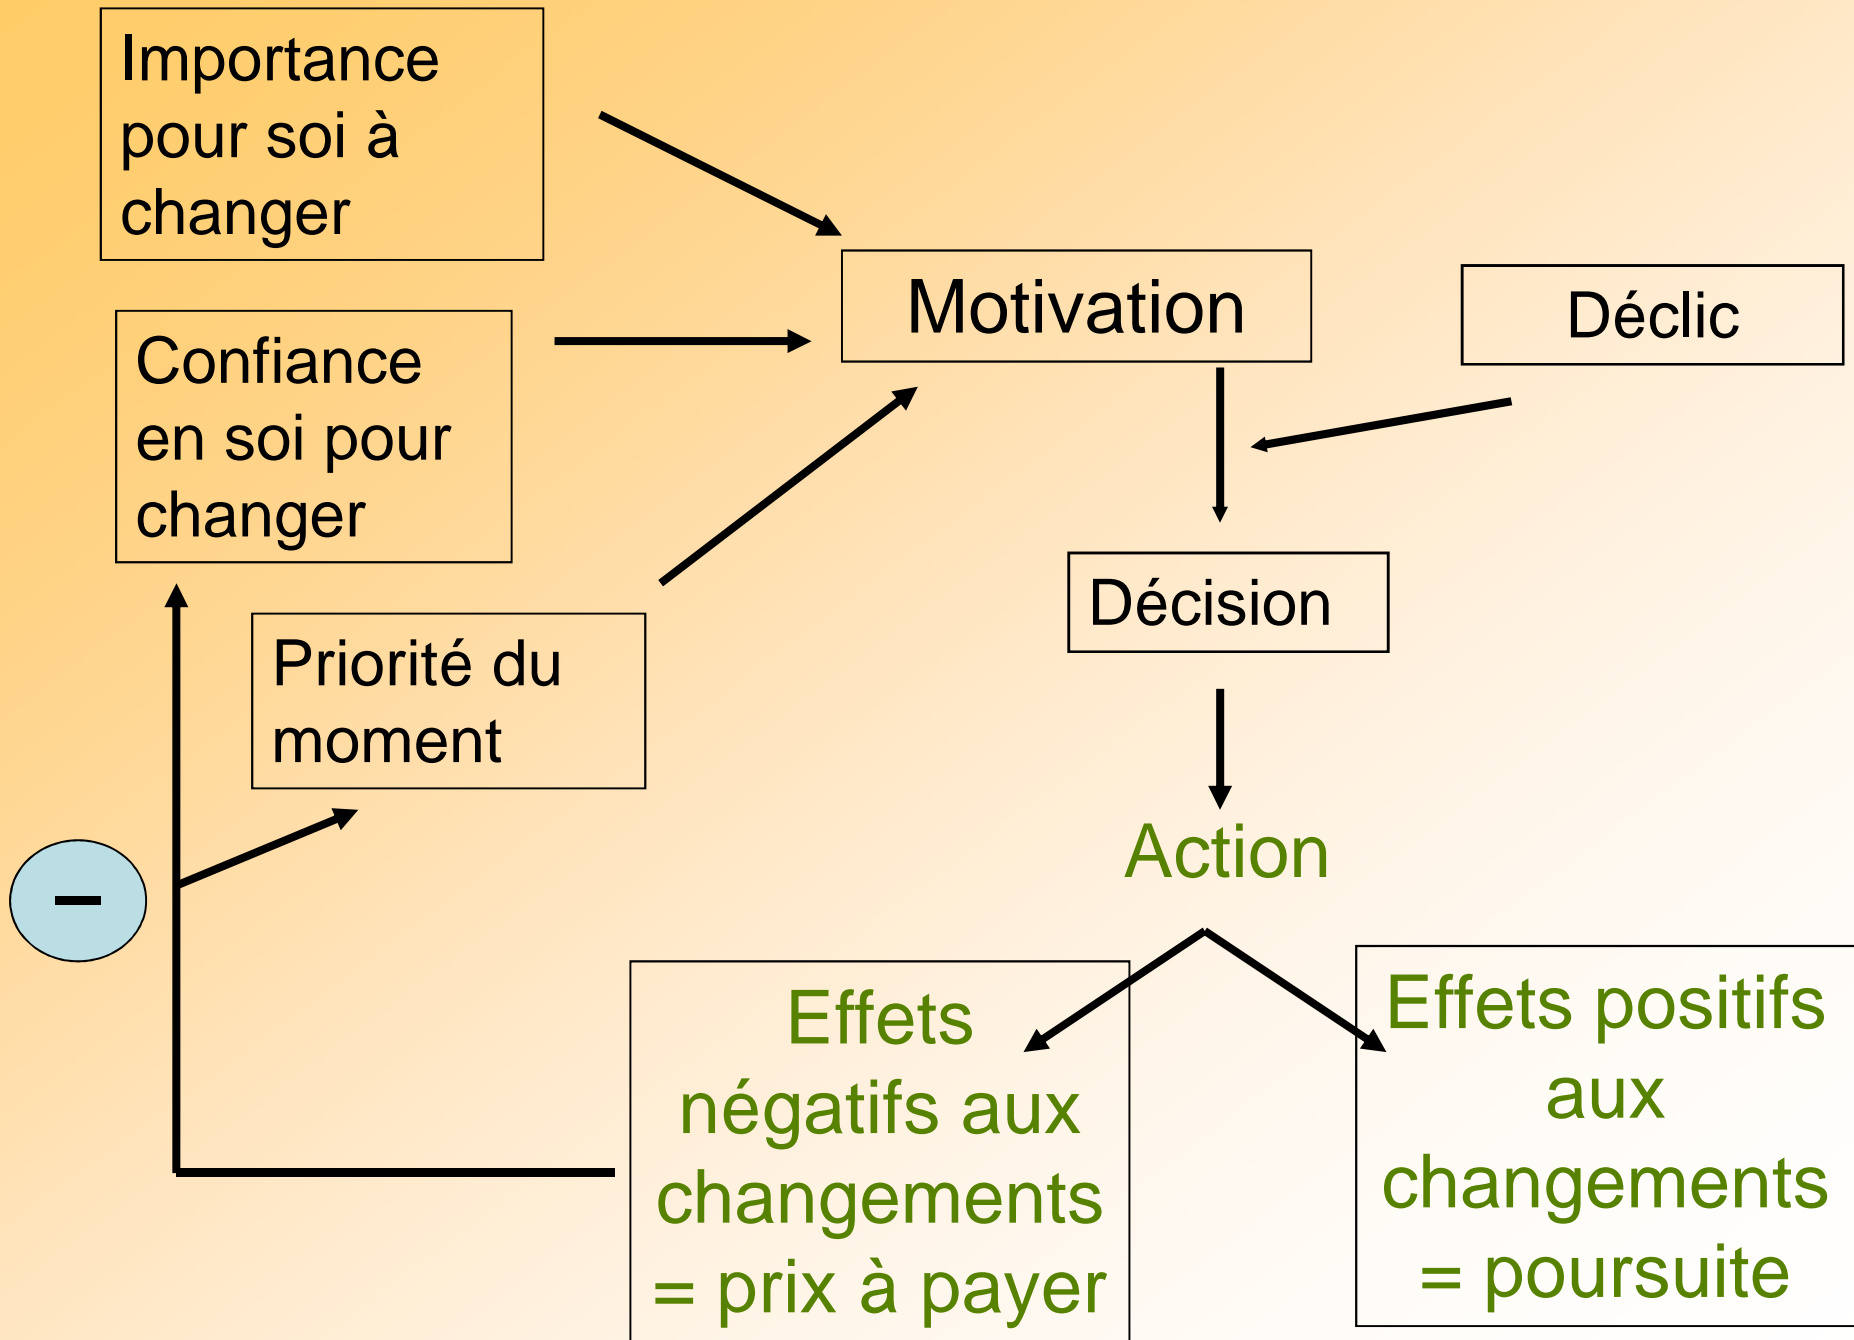 Importance
pour soi à
changer
Motivation
Déclic
Confiance
en soi pour
changer
Décision
Priorité du
moment
Action
–
Effets
négatifs aux
changements
= prix à payer
Effets positifs
aux
changements
= poursuite